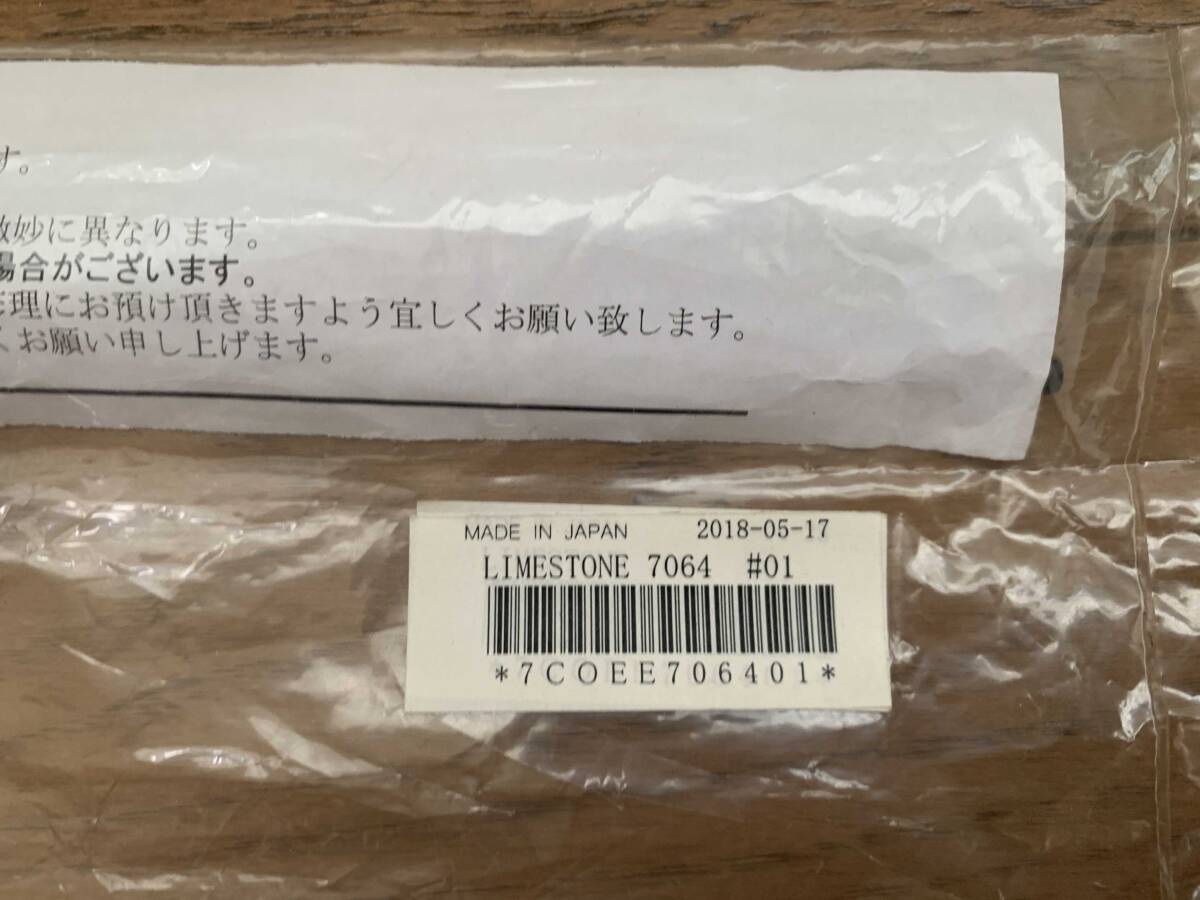 す。
妙に異なります。
場合がございます。
理にお預け頂きますよう宜しくお願い致します。
くお願い申し上げます。
MADE IN JAPAN 2018-05-17
LIMESTONE 7064 #01
*7COEE706401*